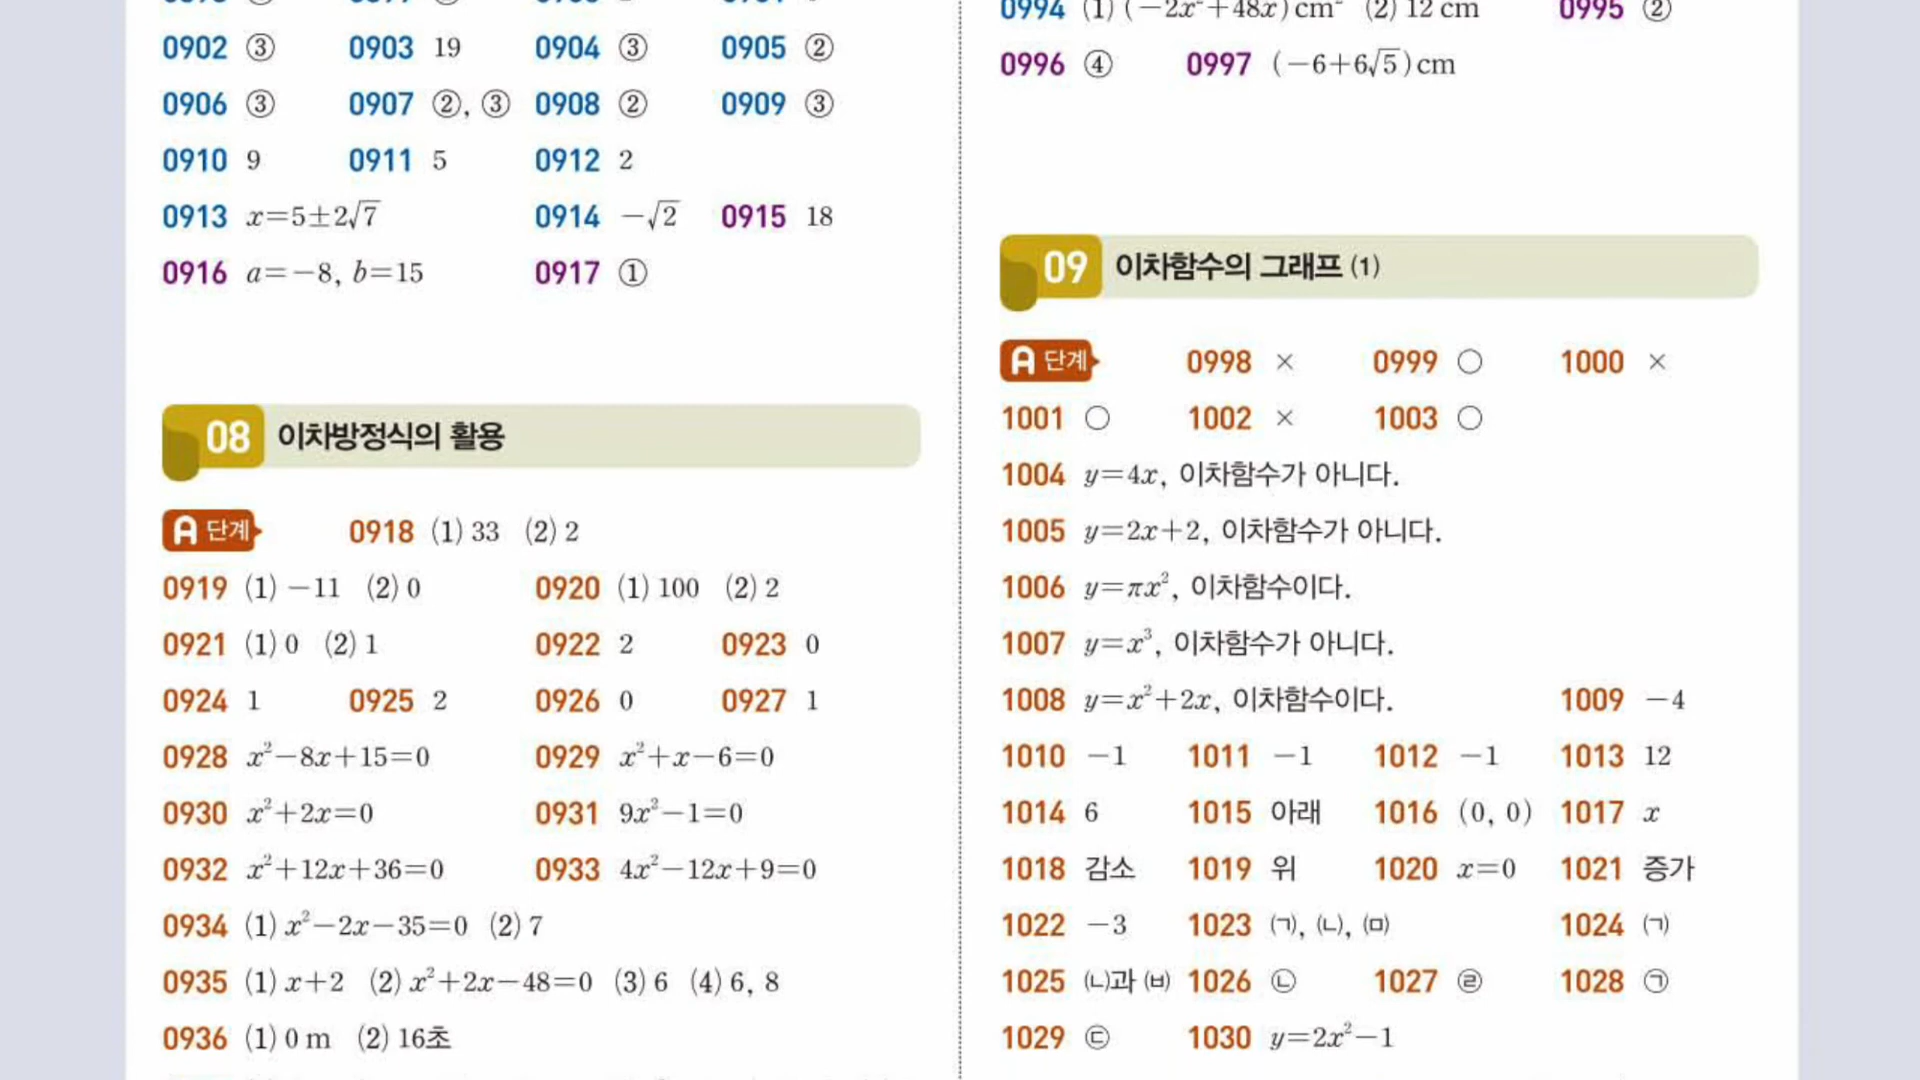 0902 ③ 0903 19 0904 ③ 0905 ②
0906 ③ 0907 ②, ③ 0908 ② 0909 ③
0910 9 0911 5 0912 2
0913 x=5±2√7 0914 −√2 0915 18
0916 a=−8, b=15 0917 ①
08 이차방정식의 활용
A 단계 0918 (1) 33 (2) 2
0919 (1) −11 (2) 0 0920 (1) 100 (2) 2
0921 (1) 0 (2) 1 0922 2 0923 0
0924 1 0925 2 0926 0 0927 1
0928 x²−8x+15=0 0929 x²+x−6=0
0930 x²+2x=0 0931 9x²−1=0
0932 x²+12x+36=0 0933 4x²−12x+9=0
0934 (1) x²−2x−35=0 (2) 7
0935 (1) x+2 (2) x²+2x−48=0 (3) 6 (4) 6, 8
0936 (1) 0 m (2) 16초
0994 (1) (−2x²+48x) cm² (2) 12 cm 0995 ②
0996 ④ 0997 (−6+6√5) cm
09 이차함수의 그래프 (1)
A 단계 0998 × 0999 ○ 1000 ×
1001 ○ 1002 × 1003 ○
1004 y=4x, 이차함수가 아니다.
1005 y=2x+2, 이차함수가 아니다.
1006 y=πx², 이차함수이다.
1007 y=x³, 이차함수가 아니다.
1008 y=x²+2x, 이차함수이다. 1009 −4
1010 −1 1011 −1 1012 −1 1013 12
1014 6 1015 아래 1016 (0, 0) 1017 x
1018 감소 1019 위 1020 x=0 1021 증가
1022 −3 1023 ㈀, ㈁, ㈄ 1024 ㈀
1025 ㈁과 ㈅ 1026 ㉡ 1027 ㉣ 1028 ㉠
1029 ㉢ 1030 y=2x²−1